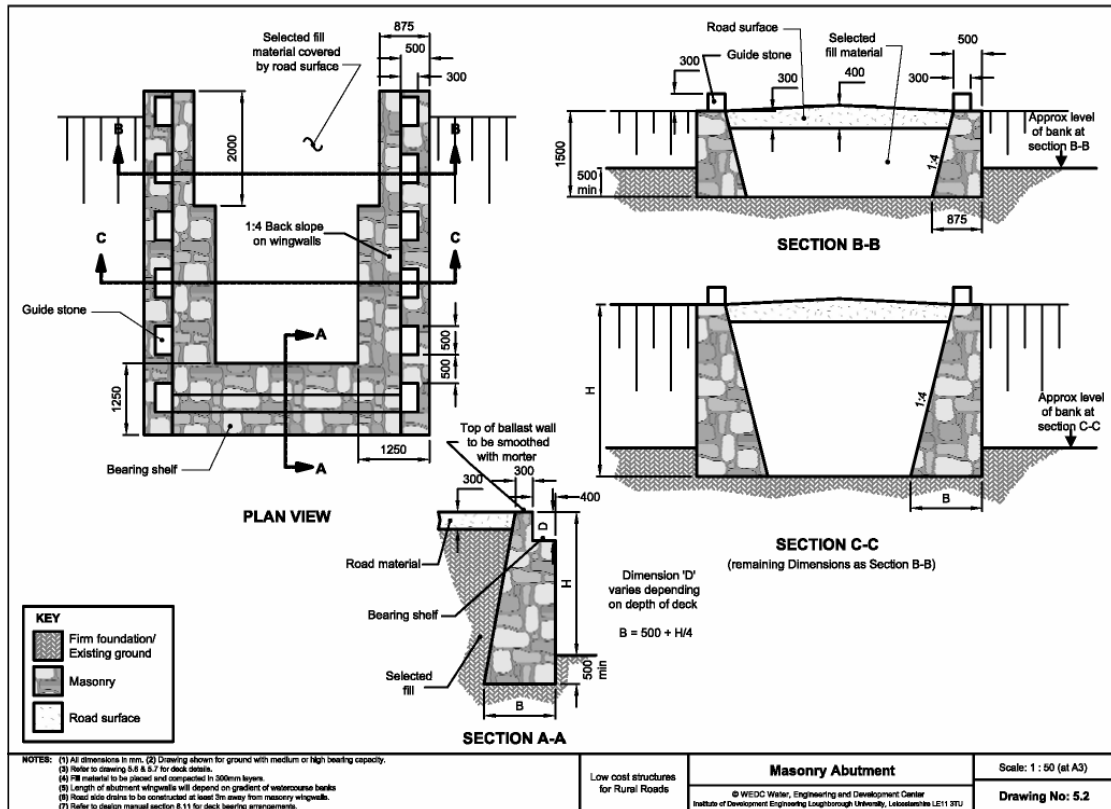 875
500
300
Selected fill
material covered
by road surface
B
B
2000
1:4 Back slope
on wingwalls
C
C
Guide stone
A
500
500
1250
A
1250
Bearing shelf
PLAN VIEW
Road surface
Guide stone
Selected
fill material
300
300
400
500
300
1500
500
min
1:4
Approx level
of bank at
section B-B
875
SECTION B-B
H
1:4
Approx level
of bank at
section C-C
B
SECTION C-C
(remaining Dimensions as Section B-B)
Top of ballast wall
to be smoothed
with morter
300
300
400
D
Road material
H
Bearing shelf
Dimension 'D'
varies depending
on depth of deck
B = 500 + H/4
Selected
fill
500
min
B
SECTION A-A
KEY
Firm foundation/
Existing ground
Masonry
Road surface
NOTES: (1) All dimensions in mm. (2) Drawing shown for ground with medium or high bearing capacity.
(3) Refer to drawing 5.6 & 5.7 for deck details.
(4) Fill material to be placed and compacted in 300mm layers.
(5) Length of abutment wingwalls will depend on gradient of watercourse banks
(6) Road side drains to be constructed at least 3m away from masonry wingwalls.
(7) Refer to design manual section 8.11 for deck bearing arrangements.
Low cost structures
for Rural Roads
Masonry Abutment
© WEDC Water, Engineering and Development Center
Institute of Development Engineering Loughborough University, Leicestershire LE11 3TU
Scale: 1 : 50 (at A3)
Drawing No: 5.2